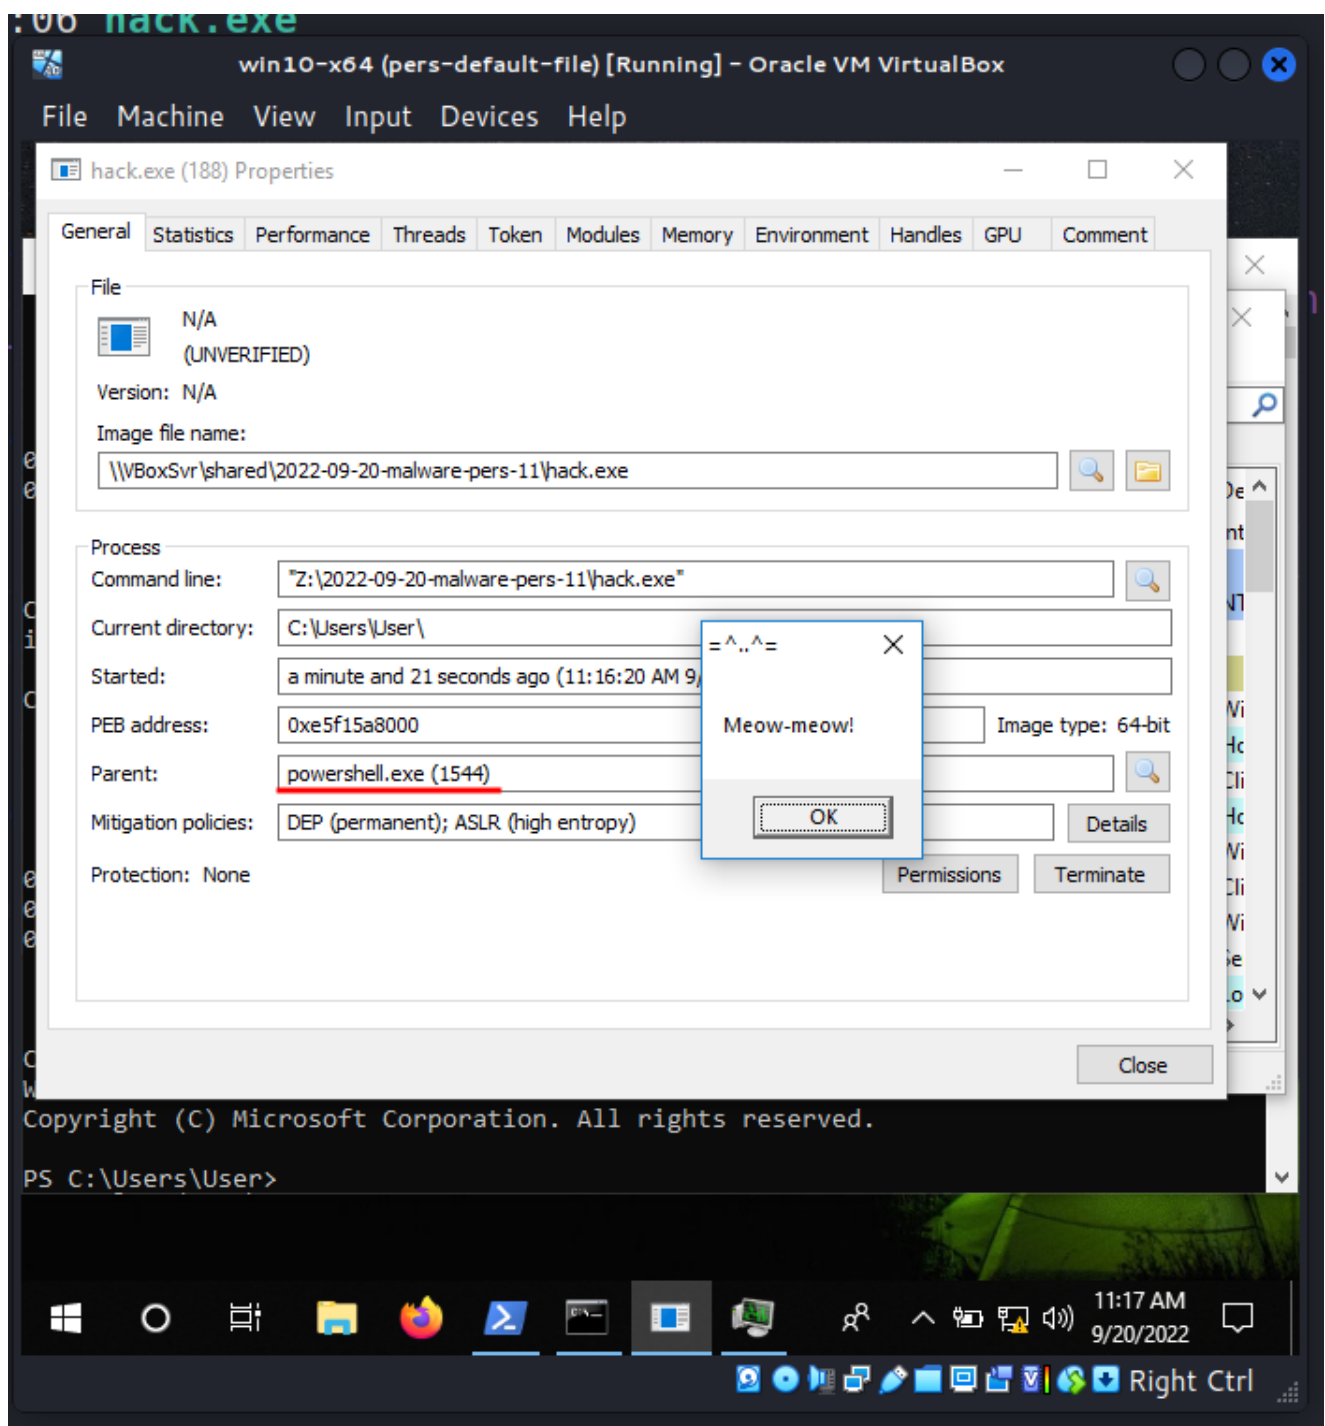 :06 hack.exe
win10-x64 (pers-default-file) [Running] - Oracle VM VirtualBox
File Machine View Input Devices Help
hack.exe (188) Properties
General Statistics Performance Threads Token Modules Memory Environment Handles GPU Comment
File
N/A
(UNVERIFIED)
Version: N/A
Image file name:
\\VBoxSvr\shared\2022-09-20-malware-pers-11\hack.exe
Process
Command line: "Z:\2022-09-20-malware-pers-11\hack.exe"
Current directory: C:\Users\User\
Started: a minute and 21 seconds ago (11:16:20 AM 9/
PEB address: 0xe5f15a8000 Image type: 64-bit
Parent: powershell.exe (1544)
Mitigation policies: DEP (permanent); ASLR (high entropy) Details
Protection: None Permissions Terminate
=^..^=
Meow-meow!
OK
Close
Copyright (C) Microsoft Corporation. All rights reserved.
PS C:\Users\User>
11:17 AM
9/20/2022
Right Ctrl